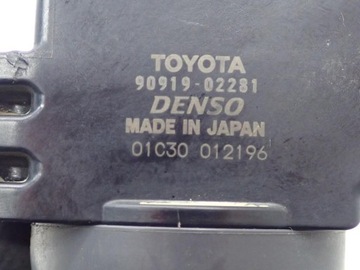 TOYOTA
90919-02281
DENSO
MADE IN JAPAN
01C30 012196